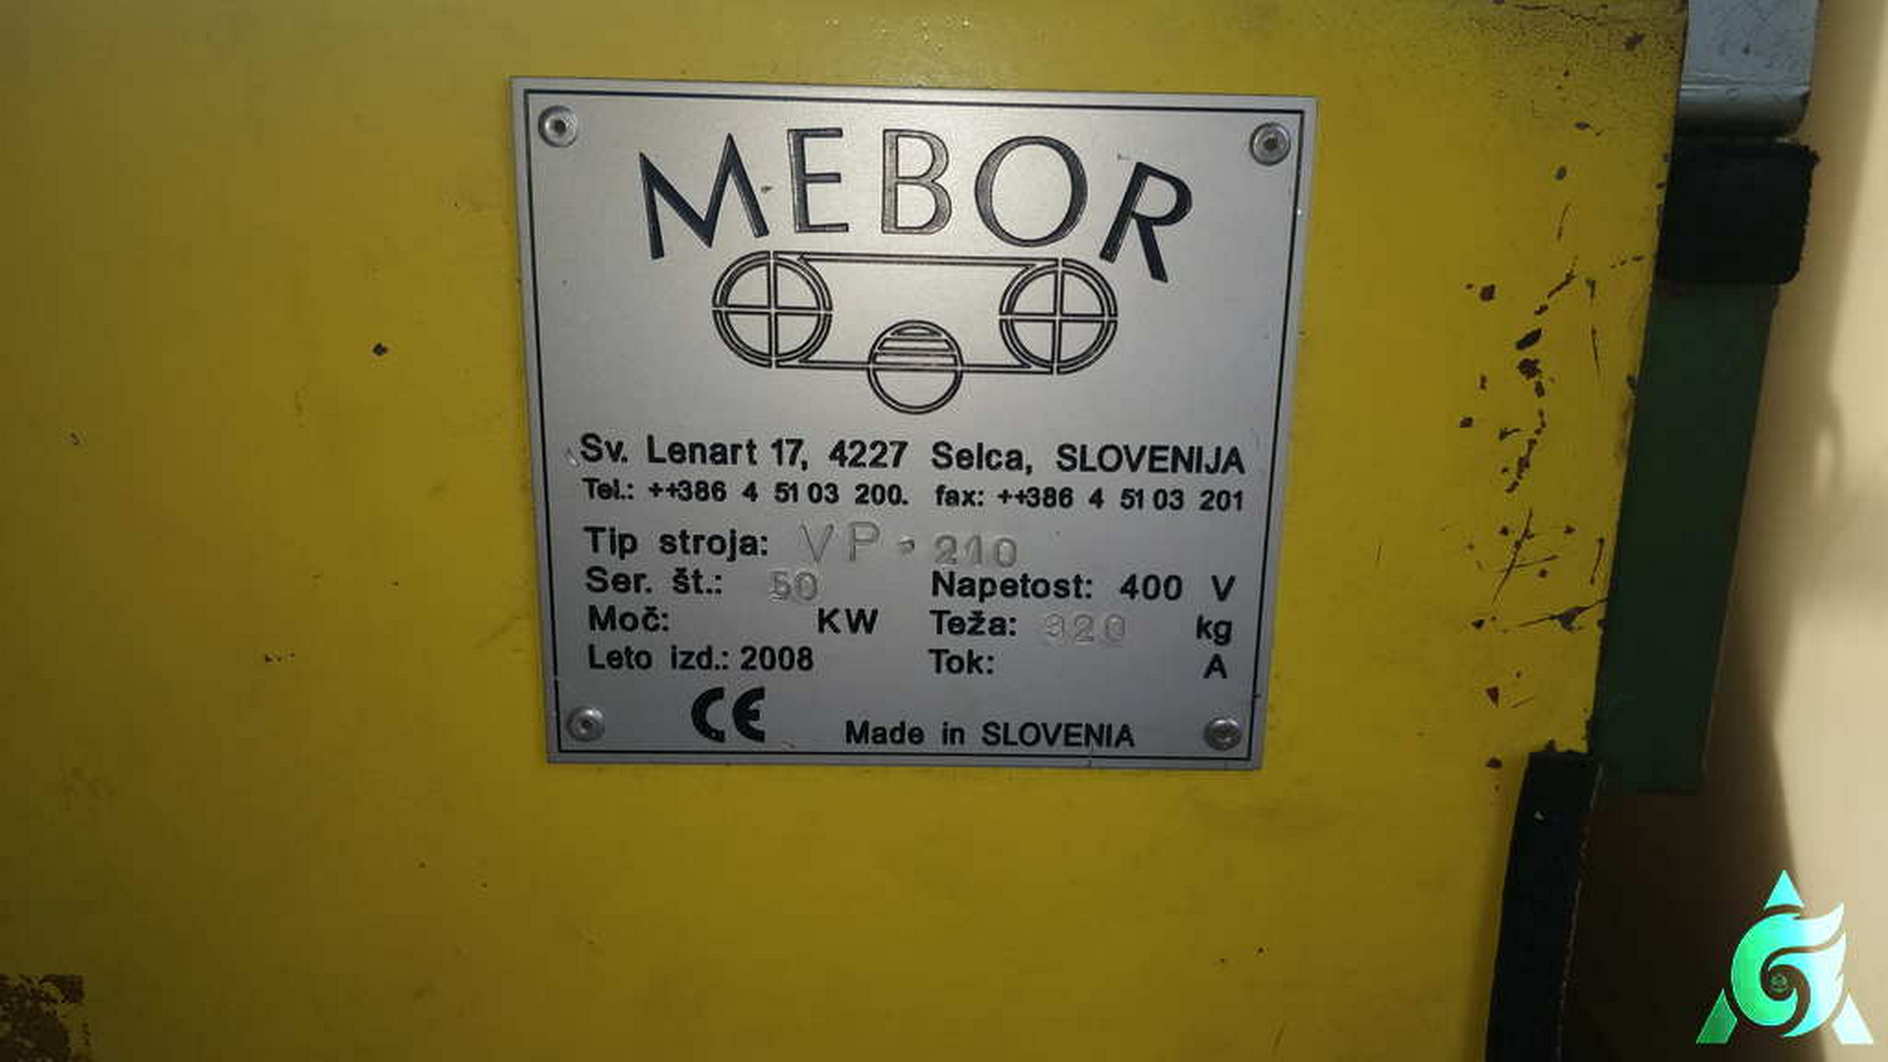 MEBOR
Sv. Lenart 17, 4227 Selca, SLOVENIJA
Tel.: ++386 4 51 03 200. fax: ++386 4 51 03 201
Tip stroja: VP-210
Ser. št.: 50 Napetost: 400 V
Moč: KW Teža: 920 kg
Leto izd.: 2008 Tok: A
CE Made in SLOVENIA